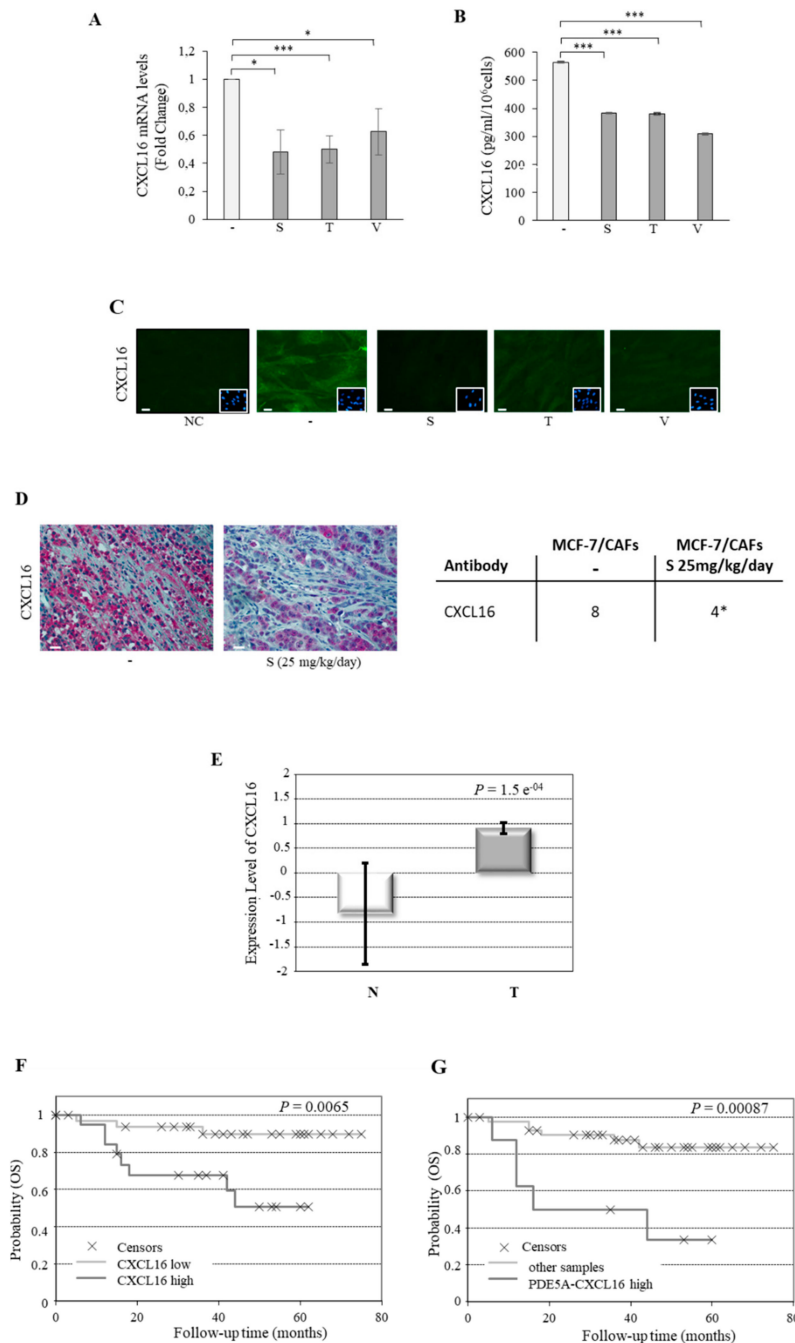 A
CXCL16 mRNA levels
(Fold Change)
1,2
1
0,8
0,6
0,4
0,2
0
*
***
*
- S T V
B
CXCL16 (pg/ml/10⁶cells)
600
500
400
300
200
100
0
***
***
***
- S T V
C
CXCL16
NC - S T V
D
CXCL16
- S (25 mg/kg/day)
Antibody MCF-7/CAFs - MCF-7/CAFs S 25mg/kg/day
CXCL16 8 4*
E
Expression Level of CXCL16
2
1.5
1
0.5
0
-0.5
-1
-1.5
-2
P = 1.5 e-04
N T
F
Probability (OS)
1
0.8
0.6
0.4
0.2
0
P = 0.0065
Censors
CXCL16 low
CXCL16 high
0 20 40 60 80
Follow-up time (months)
G
Probability (OS)
1
0.8
0.6
0.4
0.2
0
P = 0.00087
Censors
other samples
PDE5A-CXCL16 high
0 20 40 60 80
Follow-up time (months)